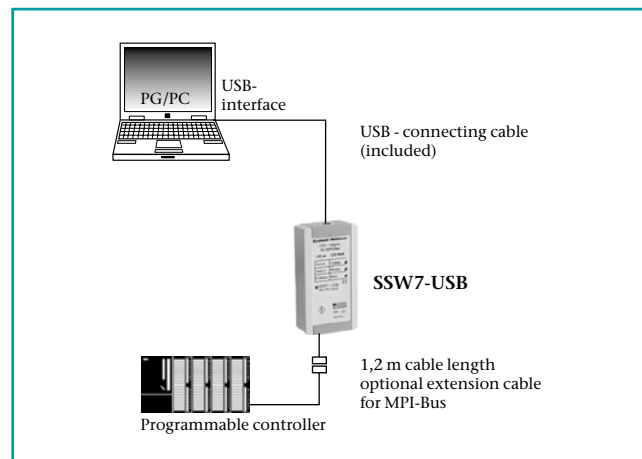 PG/PC
USB-
interface
USB - connecting cable
(included)
SSW7-USB
1,2 m cable length
optional extension cable
for MPI-Bus
Programmable controller